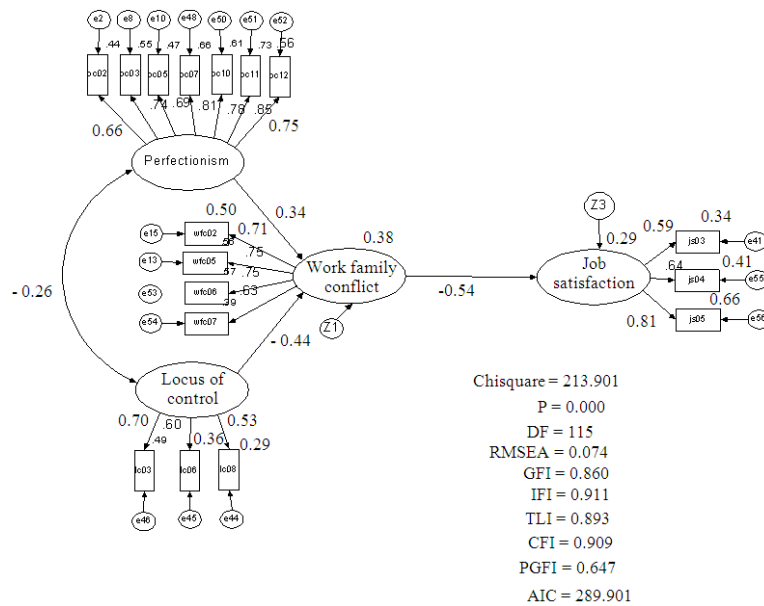 e2 e8 e10 e48 e50 e51 e52
.44 .55 .47 .66 .61 .73 .56
pc02 pc03 pc05 pc07 pc10 pc11 pc12
.74 .69 .81 .78 .85
0.66 0.75
Perfectionism
0.50 0.34
e15 wfc02 0.71 0.38
.56 .75
e13 wfc05
.57 .75
e53 wfc06 .63
.39
e54 wfc07
Work family
conflict
Z1
- 0.26
-0.54
- 0.44
Z3
0.29 0.59 0.34
Job
satisfaction
js03 e41
.64 0.41
js04 e55
0.66
0.81 js05 e56
Locus of
control
0.70 .60 0.53
.49 0.36 0.29
lc03 lc06 lc08
e46 e45 e44
Chisquare = 213.901
P = 0.000
DF = 115
RMSEA = 0.074
GFI = 0.860
IFI = 0.911
TLI = 0.893
CFI = 0.909
PGFI = 0.647
AIC = 289.901